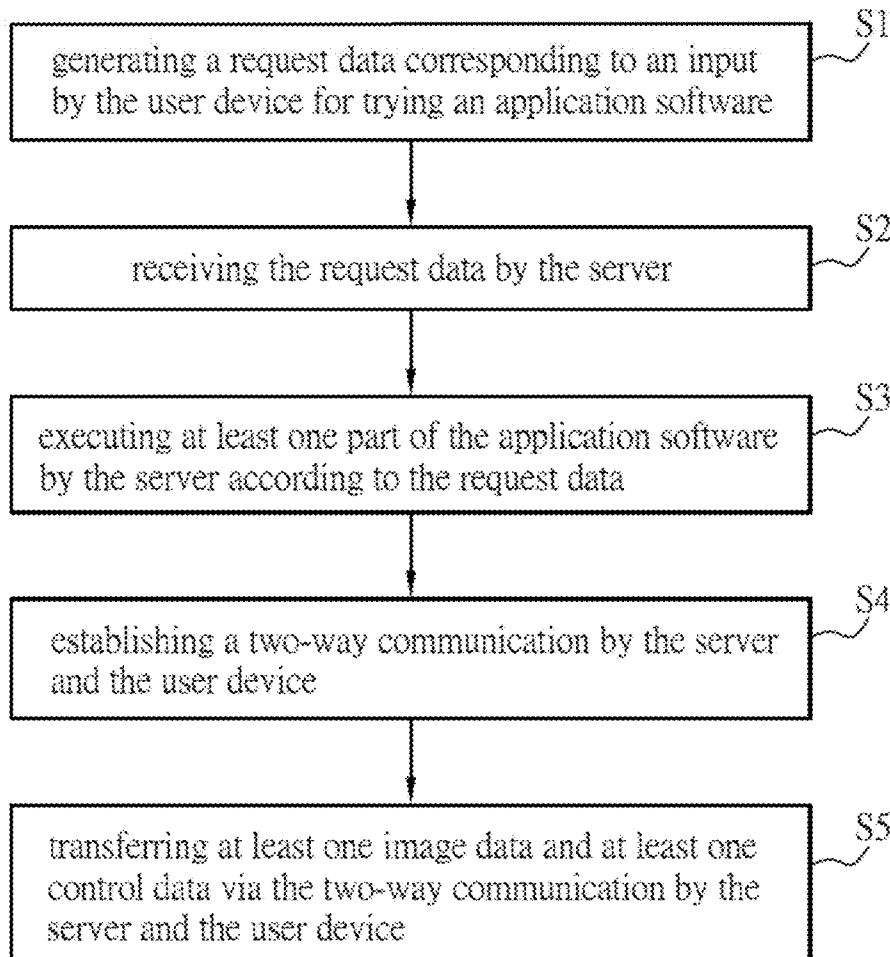 S1
generating a request data corresponding to an input
by the user device for trying an application software
S2
receiving the request data by the server
S3
executing at least one part of the application software
by the server according to the request data
S4
establishing a two-way communication by the server
and the user device
S5
transferring at least one image data and at least one
control data via the two-way communication by the
server and the user device